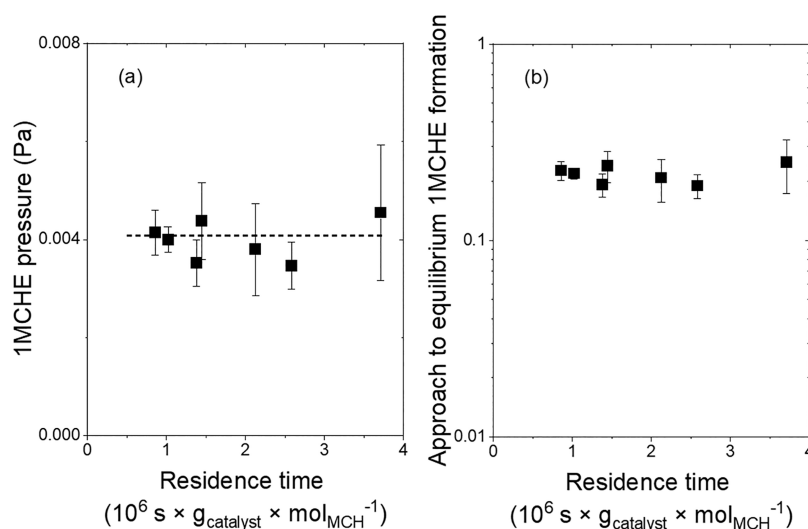 (a)
1MCHE pressure (Pa)
0.008
0.004
0.000
0 1 2 3 4
Residence time
(10⁶ s × g_catalyst × mol_MCH⁻¹)
(b)
Approach to equilibrium 1MCHE formation
1
0.1
0.01
0 1 2 3 4
Residence time
(10⁶ s × g_catalyst × mol_MCH⁻¹)